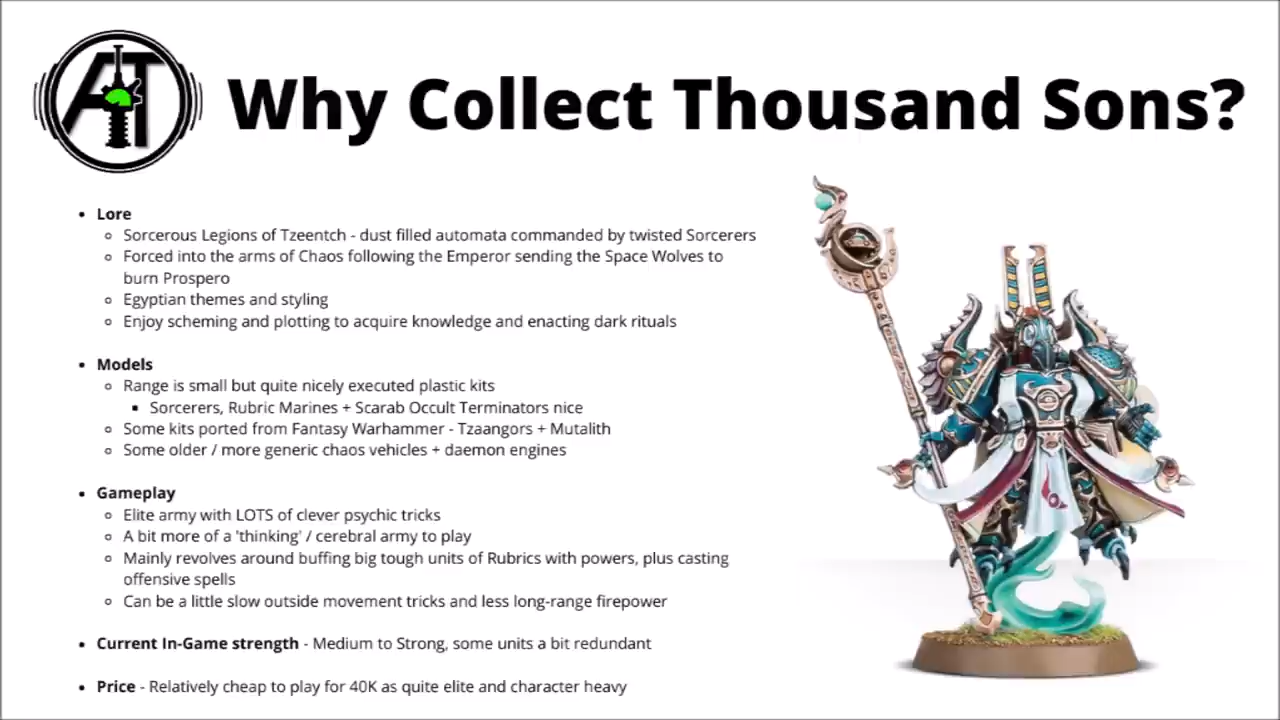 AT
Why Collect Thousand Sons?
• Lore
◦ Sorcerous Legions of Tzeentch - dust filled automata commanded by twisted Sorcerers
◦ Forced into the arms of Chaos following the Emperor sending the Space Wolves to
burn Prospero
◦ Egyptian themes and styling
◦ Enjoy scheming and plotting to acquire knowledge and enacting dark rituals
• Models
◦ Range is small but quite nicely executed plastic kits
▪ Sorcerers, Rubric Marines + Scarab Occult Terminators nice
◦ Some kits ported from Fantasy Warhammer - Tzaangors + Mutalith
◦ Some older / more generic chaos vehicles + daemon engines
• Gameplay
◦ Elite army with LOTS of clever psychic tricks
◦ A bit more of a 'thinking' / cerebral army to play
◦ Mainly revolves around buffing big tough units of Rubrics with powers, plus casting
offensive spells
◦ Can be a little slow outside movement tricks and less long-range firepower
• Current In-Game strength - Medium to Strong, some units a bit redundant
• Price - Relatively cheap to play for 40K as quite elite and character heavy